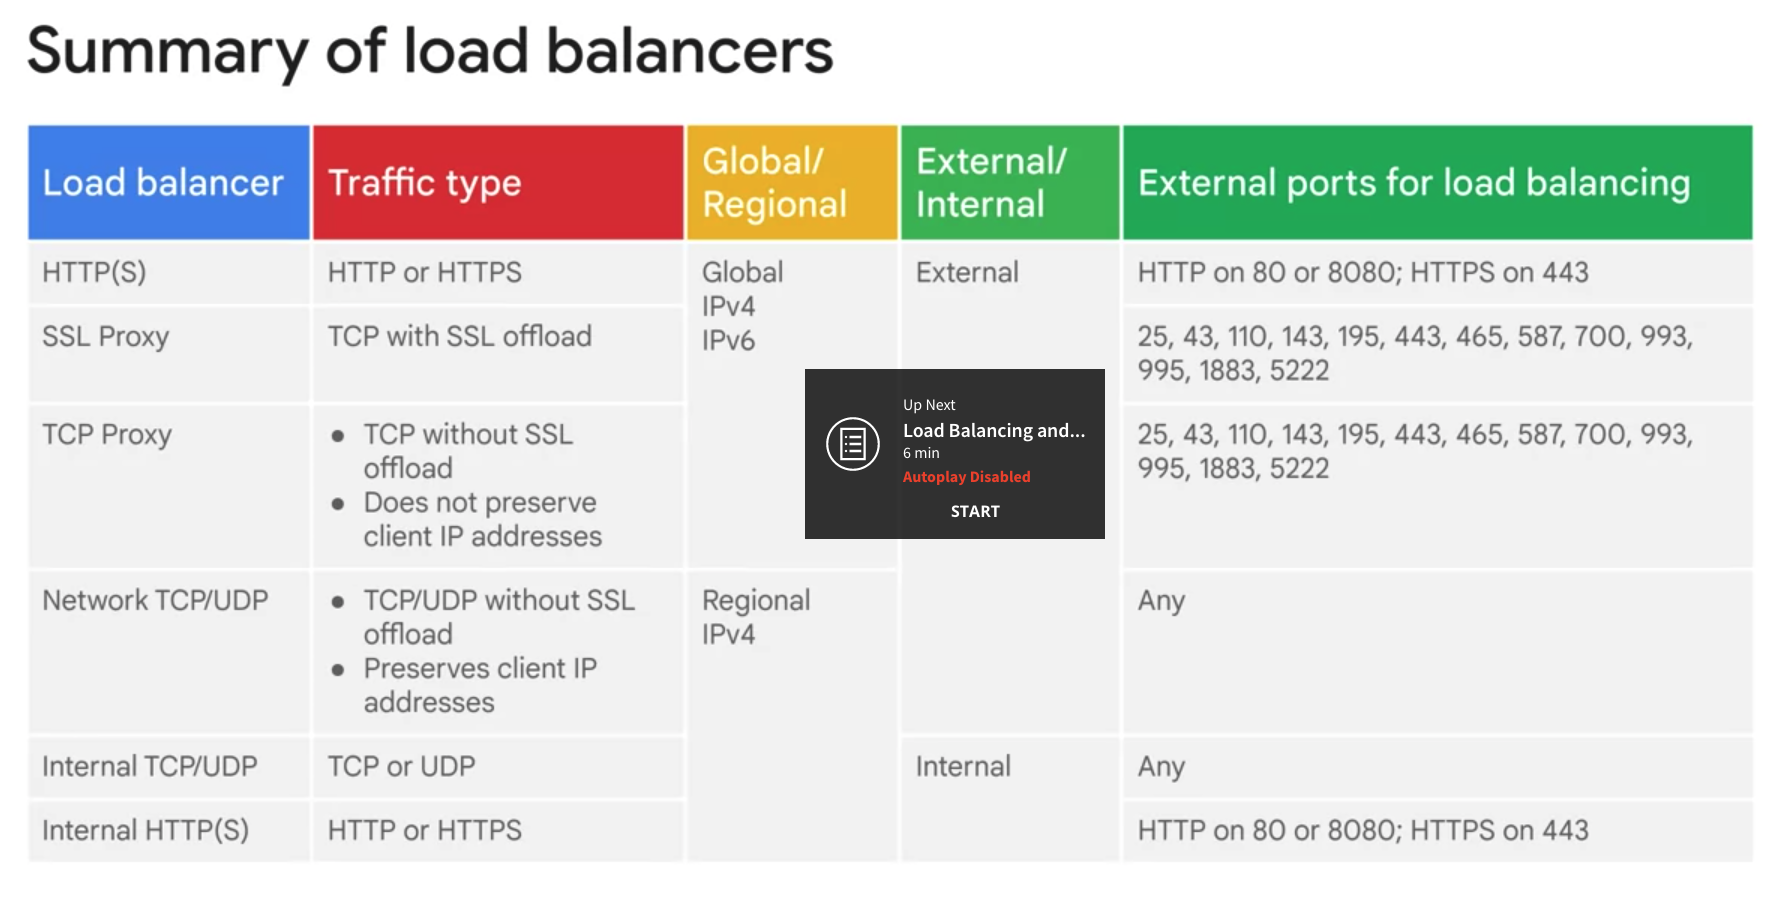 Summary of load balancers
Load balancer
Traffic type
Global/
Regional
External/
Internal
External ports for load balancing
HTTP(S)
HTTP or HTTPS
Global
IPv4
IPv6
External
HTTP on 80 or 8080; HTTPS on 443
SSL Proxy
TCP with SSL offload
25, 43, 110, 143, 195, 443, 465, 587, 700, 993,
995, 1883, 5222
TCP Proxy
● TCP without SSL
offload
● Does not preserve
client IP addresses
25, 43, 110, 143, 195, 443, 465, 587, 700, 993,
995, 1883, 5222
Up Next
Load Balancing and...
6 min
Autoplay Disabled
START
Network TCP/UDP
● TCP/UDP without SSL
offload
● Preserves client IP
addresses
Regional
IPv4
Any
Internal TCP/UDP
TCP or UDP
Internal
Any
Internal HTTP(S)
HTTP or HTTPS
HTTP on 80 or 8080; HTTPS on 443